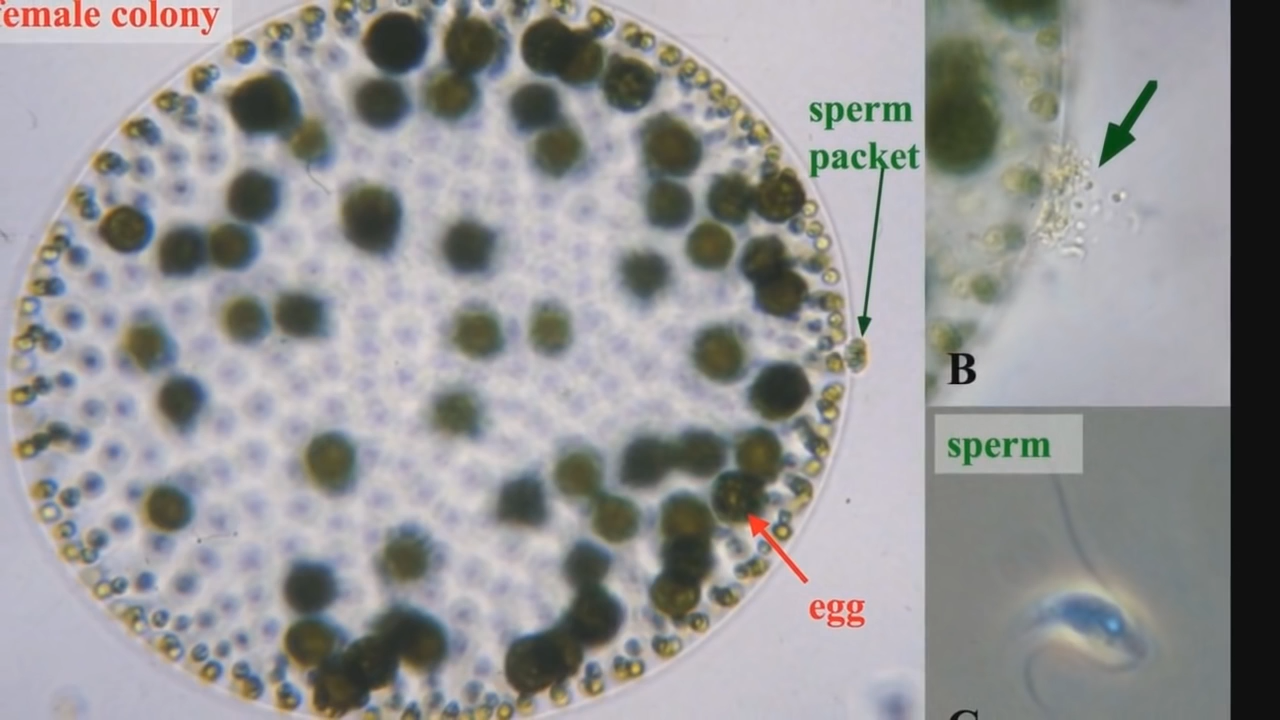 female colony
sperm
packet
egg
B
sperm